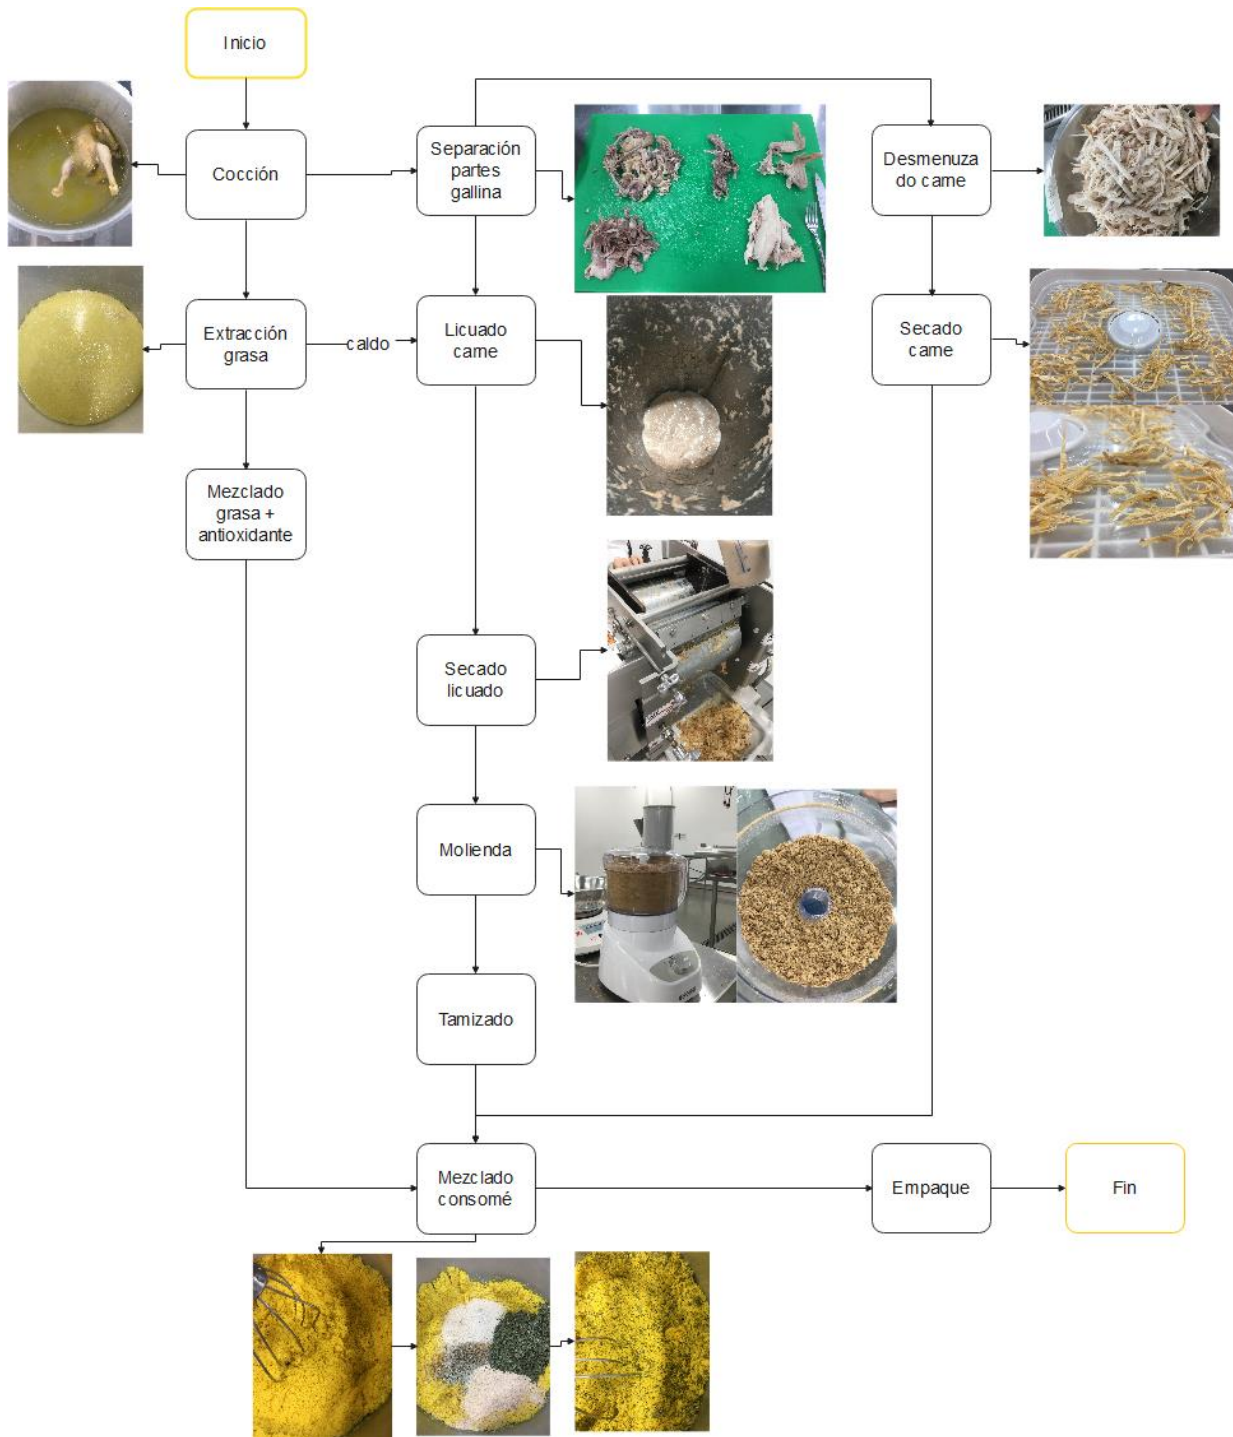 Inicio
Cocción
Separación
partes
gallina
Desmenuza
do carne
Extracción
grasa
caldo
Licuado
carne
Secado
carne
Mezclado
grasa +
antioxidante
Secado
licuado
Molienda
Tamizado
Mezclado
consomé
Empaque
Fin